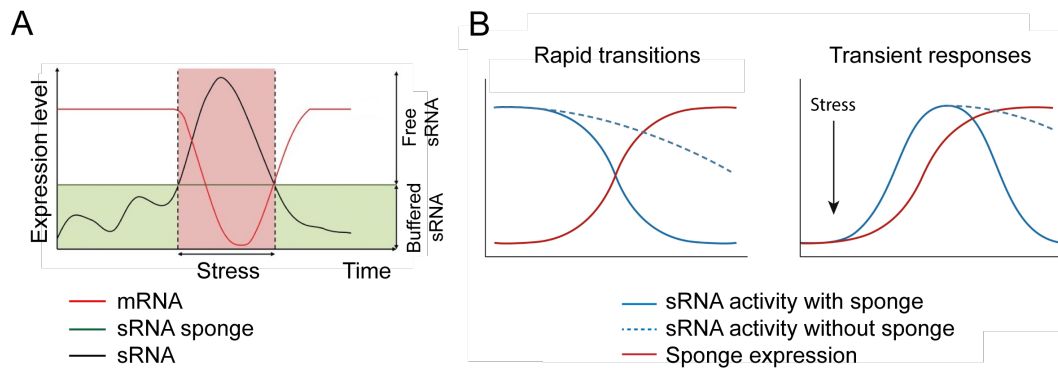 A
Expression level
Free
sRNA
Buffered
sRNA
Stress
Time
mRNA
sRNA sponge
sRNA
B
Rapid transitions
Transient responses
Stress
sRNA activity with sponge
sRNA activity without sponge
Sponge expression